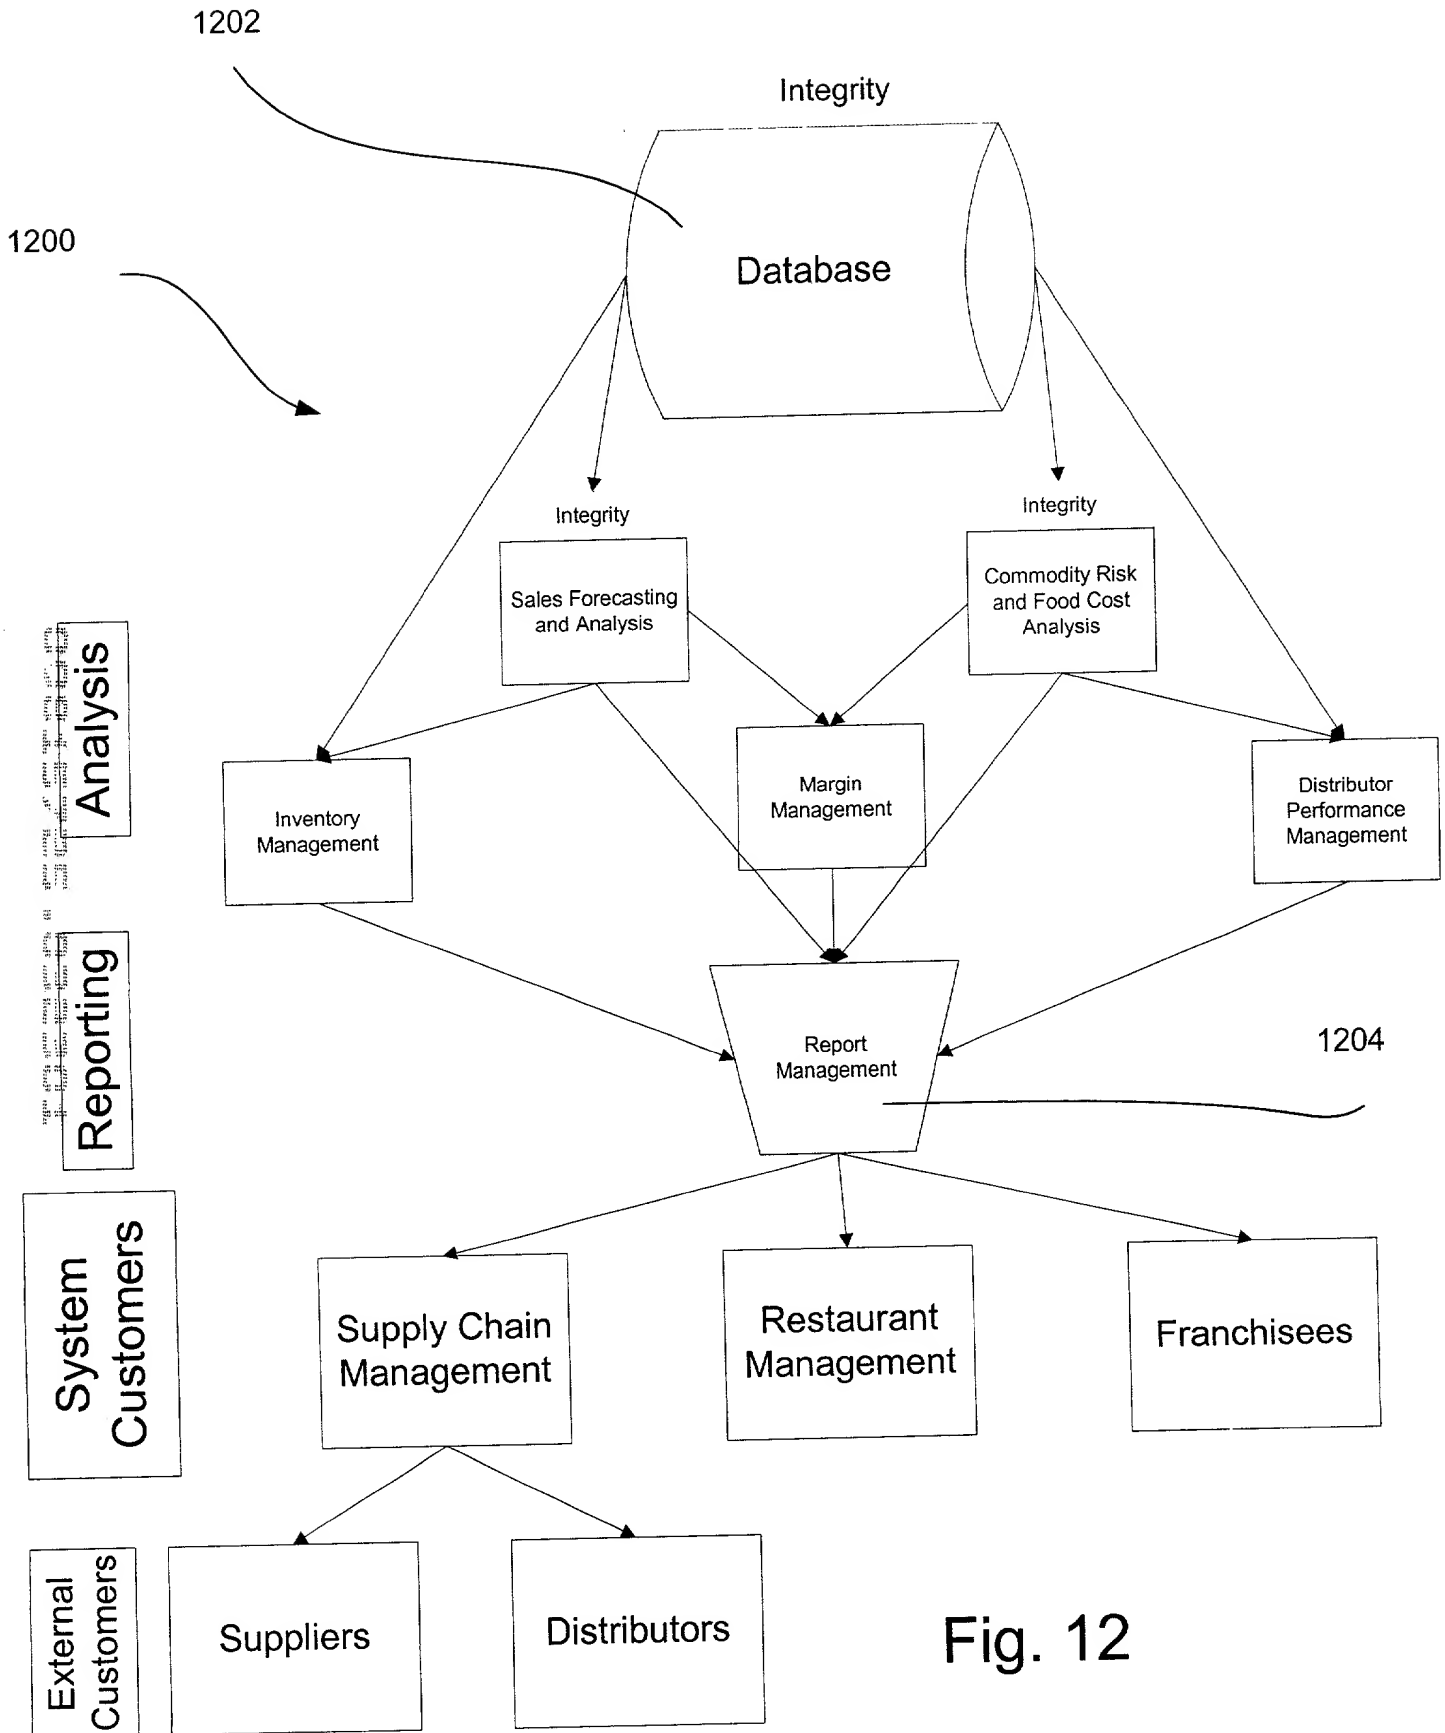 1202
Integrity
1200
Database
Integrity
Integrity
Sales Forecasting
and Analysis
Commodity Risk
and Food Cost
Analysis
Analysis
Inventory
Management
Margin
Management
Distributor
Performance
Management
Reporting
Report
Management
1204
System
Customers
Supply Chain
Management
Restaurant
Management
Franchisees
External
Customers
Suppliers
Distributors
Fig. 12